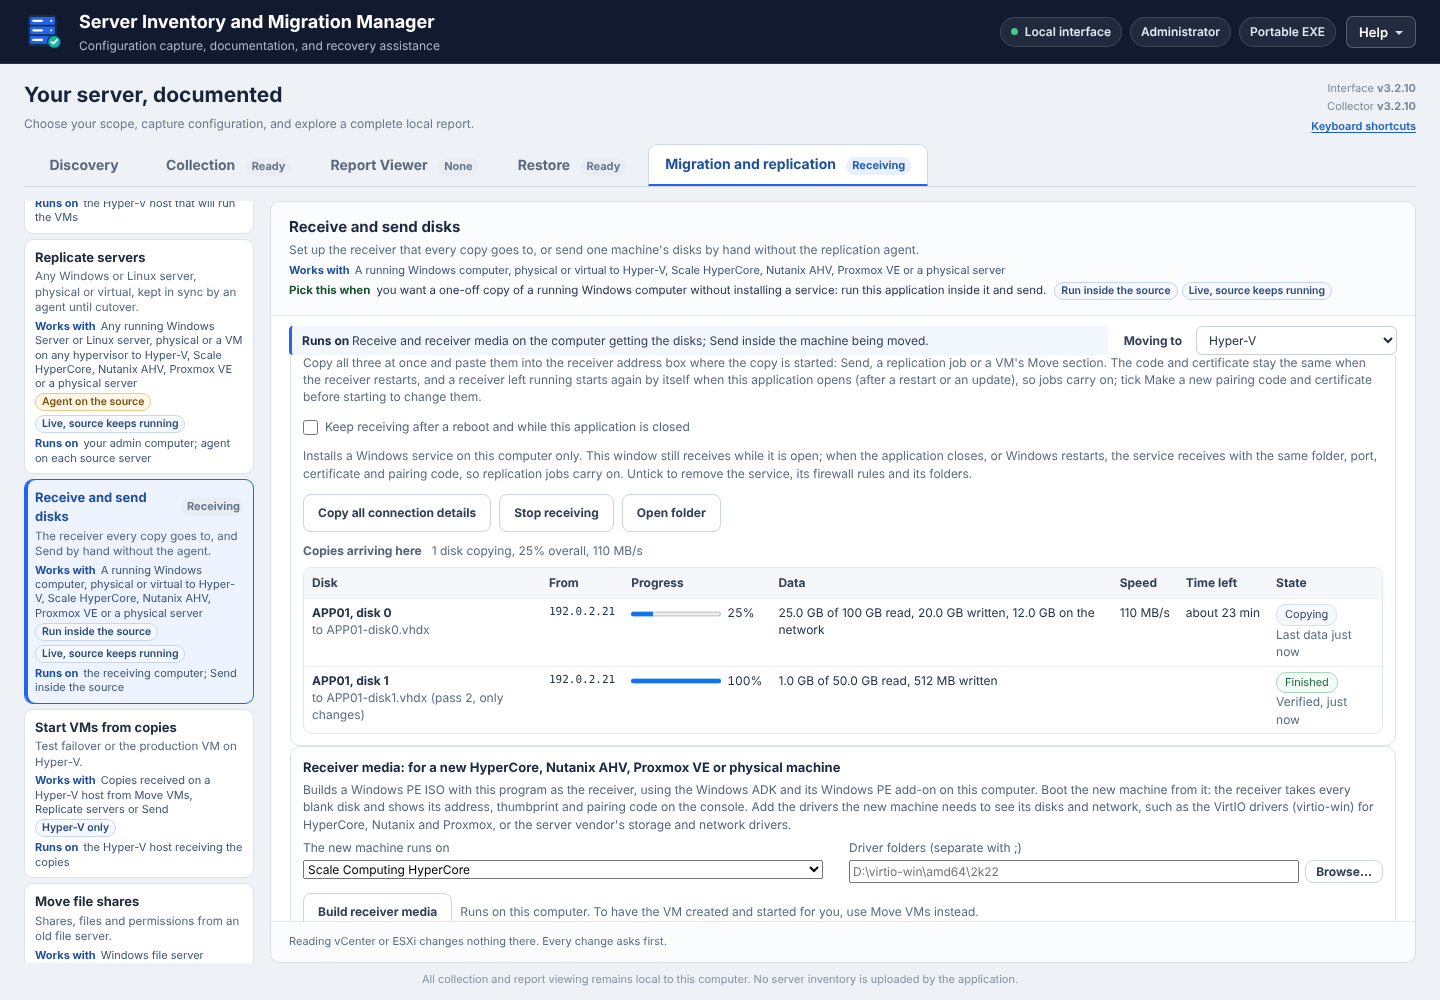 Server Inventory and Migration Manager
Configuration capture, documentation, and recovery assistance
Local interface
Administrator
Portable EXE
Help
Your server, documented
Choose your scope, capture configuration, and explore a complete local report.
Interface v3.2.10
Collector v3.2.10
Keyboard shortcuts
Discovery
Collection Ready
Report Viewer None
Restore Ready
Migration and replication Receiving
Runs on the Hyper-V host that will run
the VMs
Replicate servers
Any Windows or Linux server,
physical or virtual, kept in sync by an
agent until cutover.
Works with Any running Windows
Server or Linux server, physical or a VM
on any hypervisor to Hyper-V, Scale
HyperCore, Nutanix AHV, Proxmox VE
or a physical server
Agent on the source
Live, source keeps running
Runs on your admin computer; agent
on each source server
Receive and send
disks
Receiving
The receiver every copy goes to, and
Send by hand without the agent.
Works with A running Windows
computer, physical or virtual to Hyper-
V, Scale HyperCore, Nutanix AHV,
Proxmox VE or a physical server
Run inside the source
Live, source keeps running
Runs on the receiving computer; Send
inside the source
Start VMs from copies
Test failover or the production VM on
Hyper-V.
Works with Copies received on a
Hyper-V host from Move VMs,
Replicate servers or Send
Hyper-V only
Runs on the Hyper-V host receiving the
copies
Move file shares
Shares, files and permissions from an
old file server.
Works with Windows file server
Receive and send disks
Set up the receiver that every copy goes to, or send one machine's disks by hand without the replication agent.
Works with A running Windows computer, physical or virtual to Hyper-V, Scale HyperCore, Nutanix AHV, Proxmox VE or a physical server
Pick this when you want a one-off copy of a running Windows computer without installing a service: run this application inside it and send. Run inside the source Live, source keeps running
Runs on Receive and receive media on the computer getting the disks; Send inside the machine being moved.
Moving to Hyper-V
Copy all three at once and paste them into the receiver address box where the copy is started: Send, a replication job or a VM's Move section. The code and certificate stay the same when
the receiver restarts, and a receiver left running starts again by itself when this application opens (after a restart or an update), so jobs carry on; tick Make a new pairing code and certificate
before starting to change them.
Keep receiving after a reboot and while this application is closed
Installs a Windows service on this computer only. This window still receives while it is open; when the application closes, or Windows restarts, the service receives with the same folder, port,
certificate and pairing code, so replication jobs carry on. Untick to remove the service, its firewall rules and its folders.
Copy all connection details
Stop receiving
Open folder
Copies arriving here 1 disk copying, 25% overall, 110 MB/s
Disk From Progress Data Speed Time left State
APP01, disk 0 192.0.2.21 25% 25.0 GB of 100 GB read, 20.0 GB written, 12.0 GB on the 110 MB/s about 23 min Copying
to APP01-disk0.vhdx network Last data just
now
APP01, disk 1 192.0.2.21 100% 1.0 GB of 50.0 GB read, 512 MB written Finished
to APP01-disk1.vhdx (pass 2, only Verified, just
changes) now
Receiver media: for a new HyperCore, Nutanix AHV, Proxmox VE or physical machine
Builds a Windows PE ISO with this program as the receiver, using the Windows ADK and its Windows PE add-on on this computer. Boot the new machine from it: the receiver takes every
blank disk and shows its address, thumbprint and pairing code on the console. Add the drivers the new machine needs to see its disks and network, such as the VirtIO drivers (virtio-win) for
HyperCore, Nutanix and Proxmox, or the server vendor's storage and network drivers.
The new machine runs on
Scale Computing HyperCore
Driver folders (separate with ;)
D:\virtio-win\amd64\2k22
Browse...
Build receiver media Runs on this computer. To have the VM created and started for you, use Move VMs instead.
Reading vCenter or ESXi changes nothing there. Every change asks first.
All collection and report viewing remains local to this computer. No server inventory is uploaded by the application.